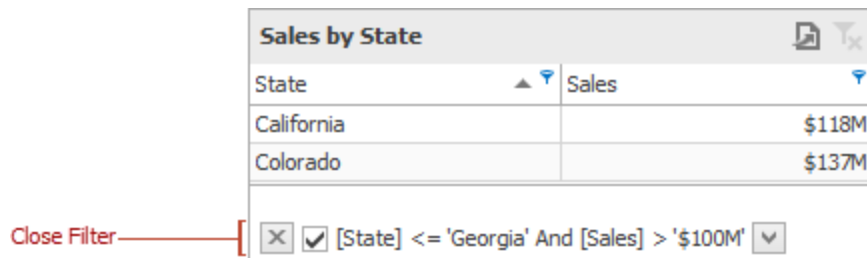 Sales by State
State Sales
California $118M
Colorado $137M
Close Filter [State] <= 'Georgia' And [Sales] > '$100M'